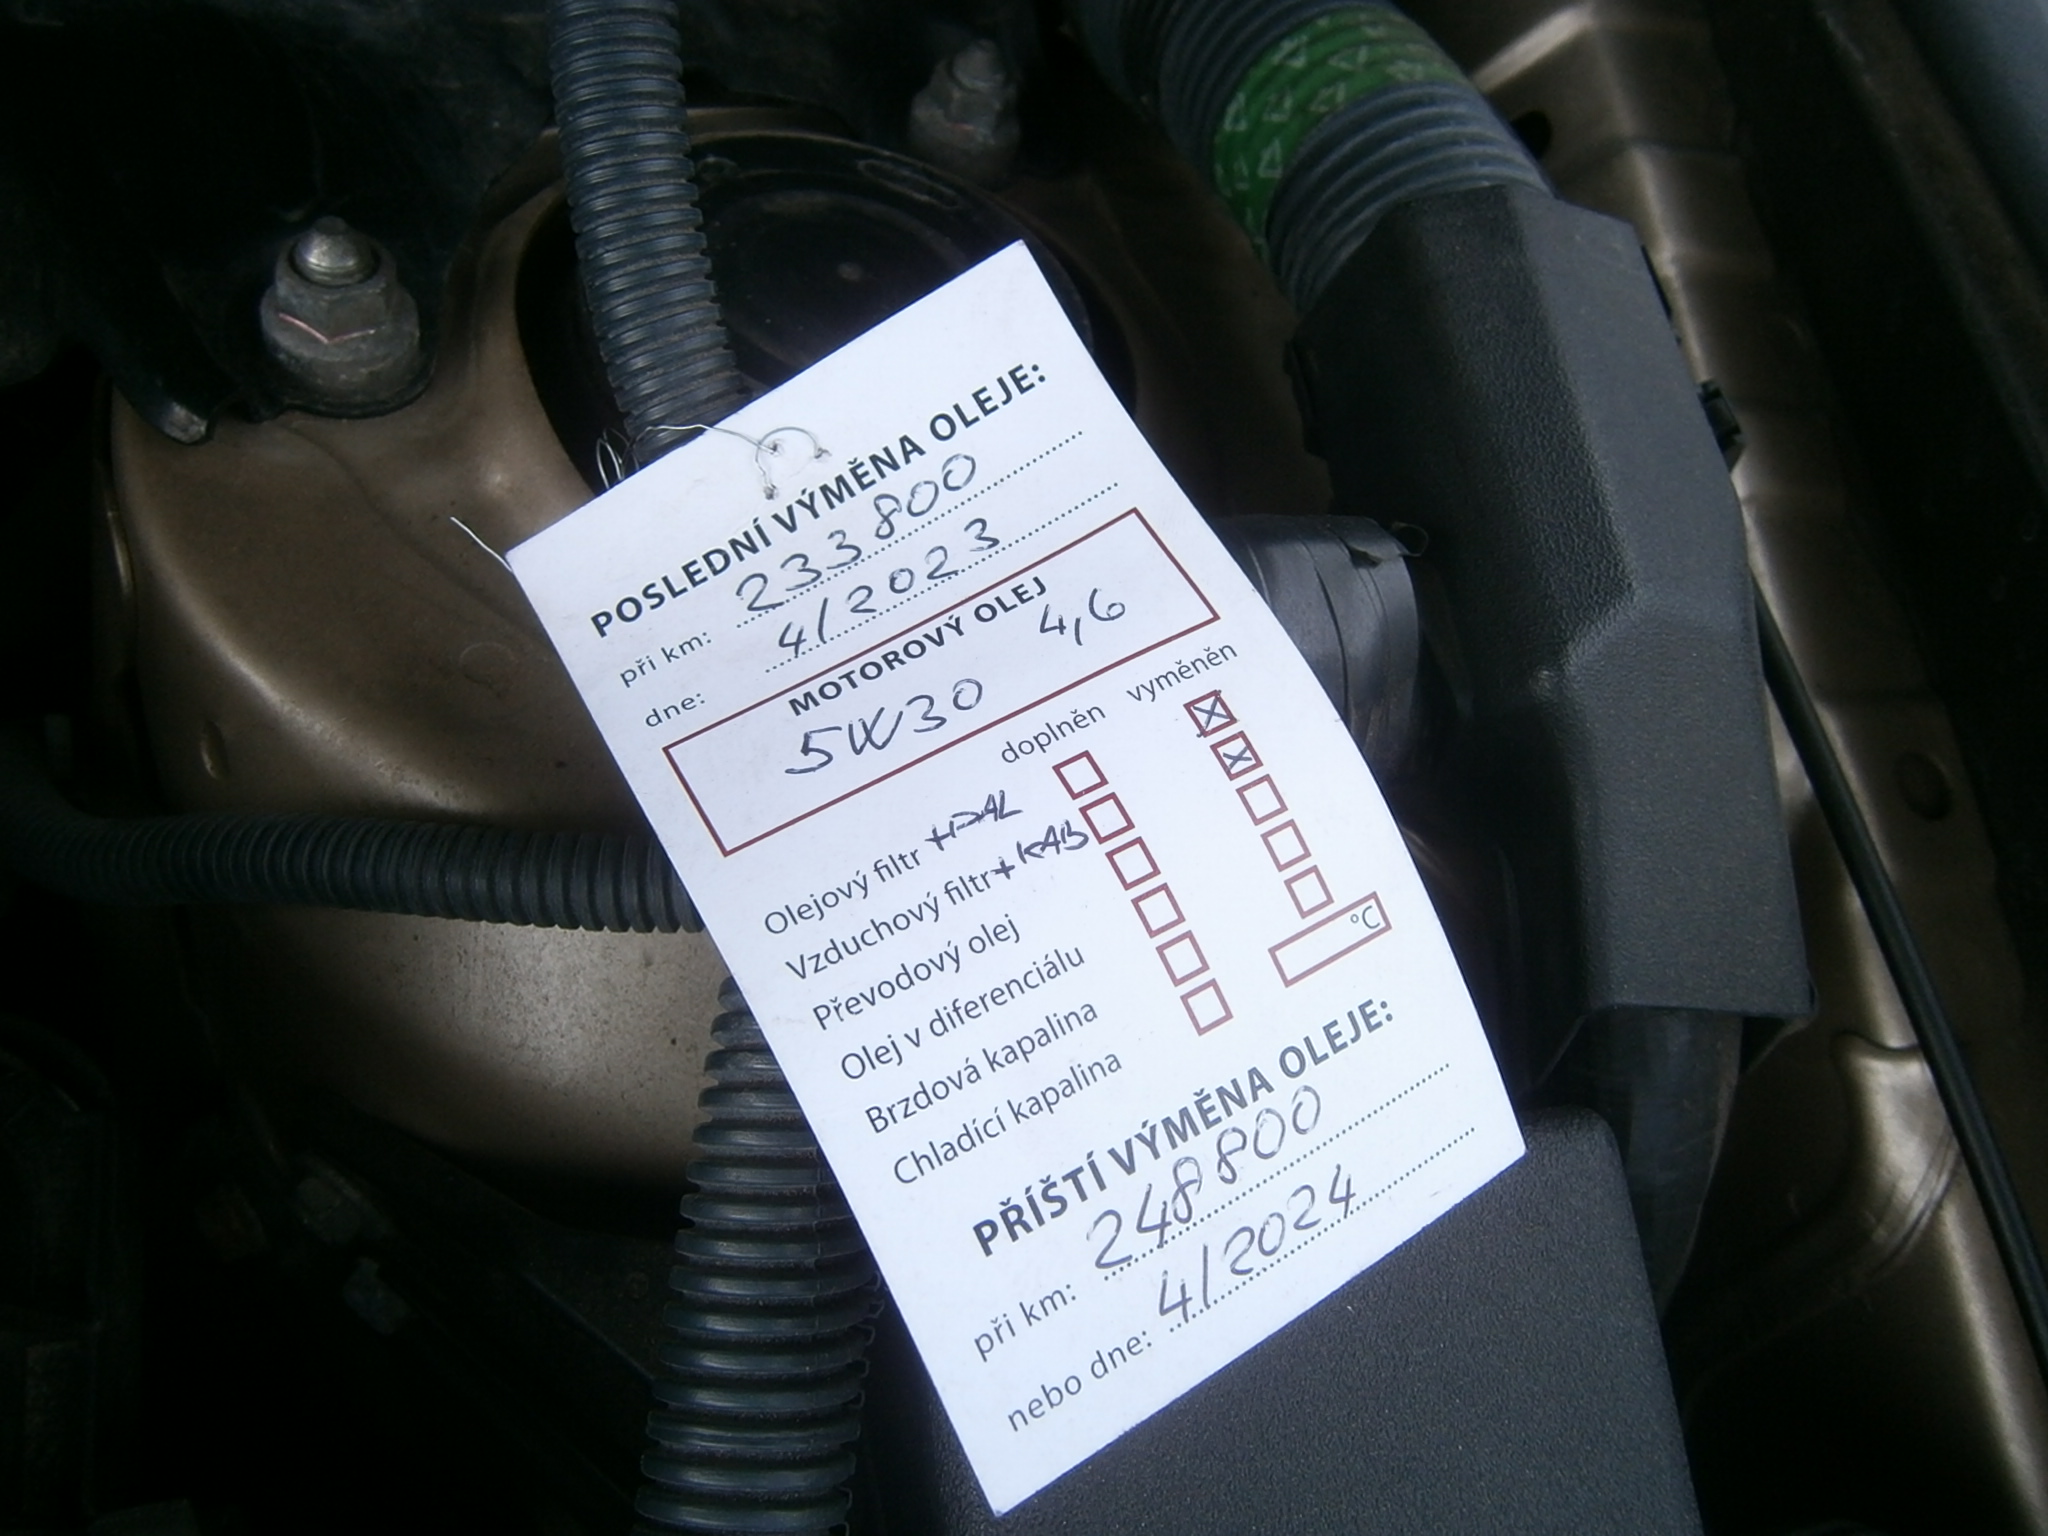 POSLEDNÍ VÝMĚNA OLEJE:
při km: 233800
dne: 4/2023
MOTOROVÝ OLEJ
5W30 4,6
doplněn vyměněn
Olejový filtr +PAL
Vzduchový filtr + KAB
Převodový olej
Olej v diferenciálu
Brzdová kapalina
Chladící kapalina °C
PŘÍŠTÍ VÝMĚNA OLEJE:
při km: 248800
nebo dne: 4/2024